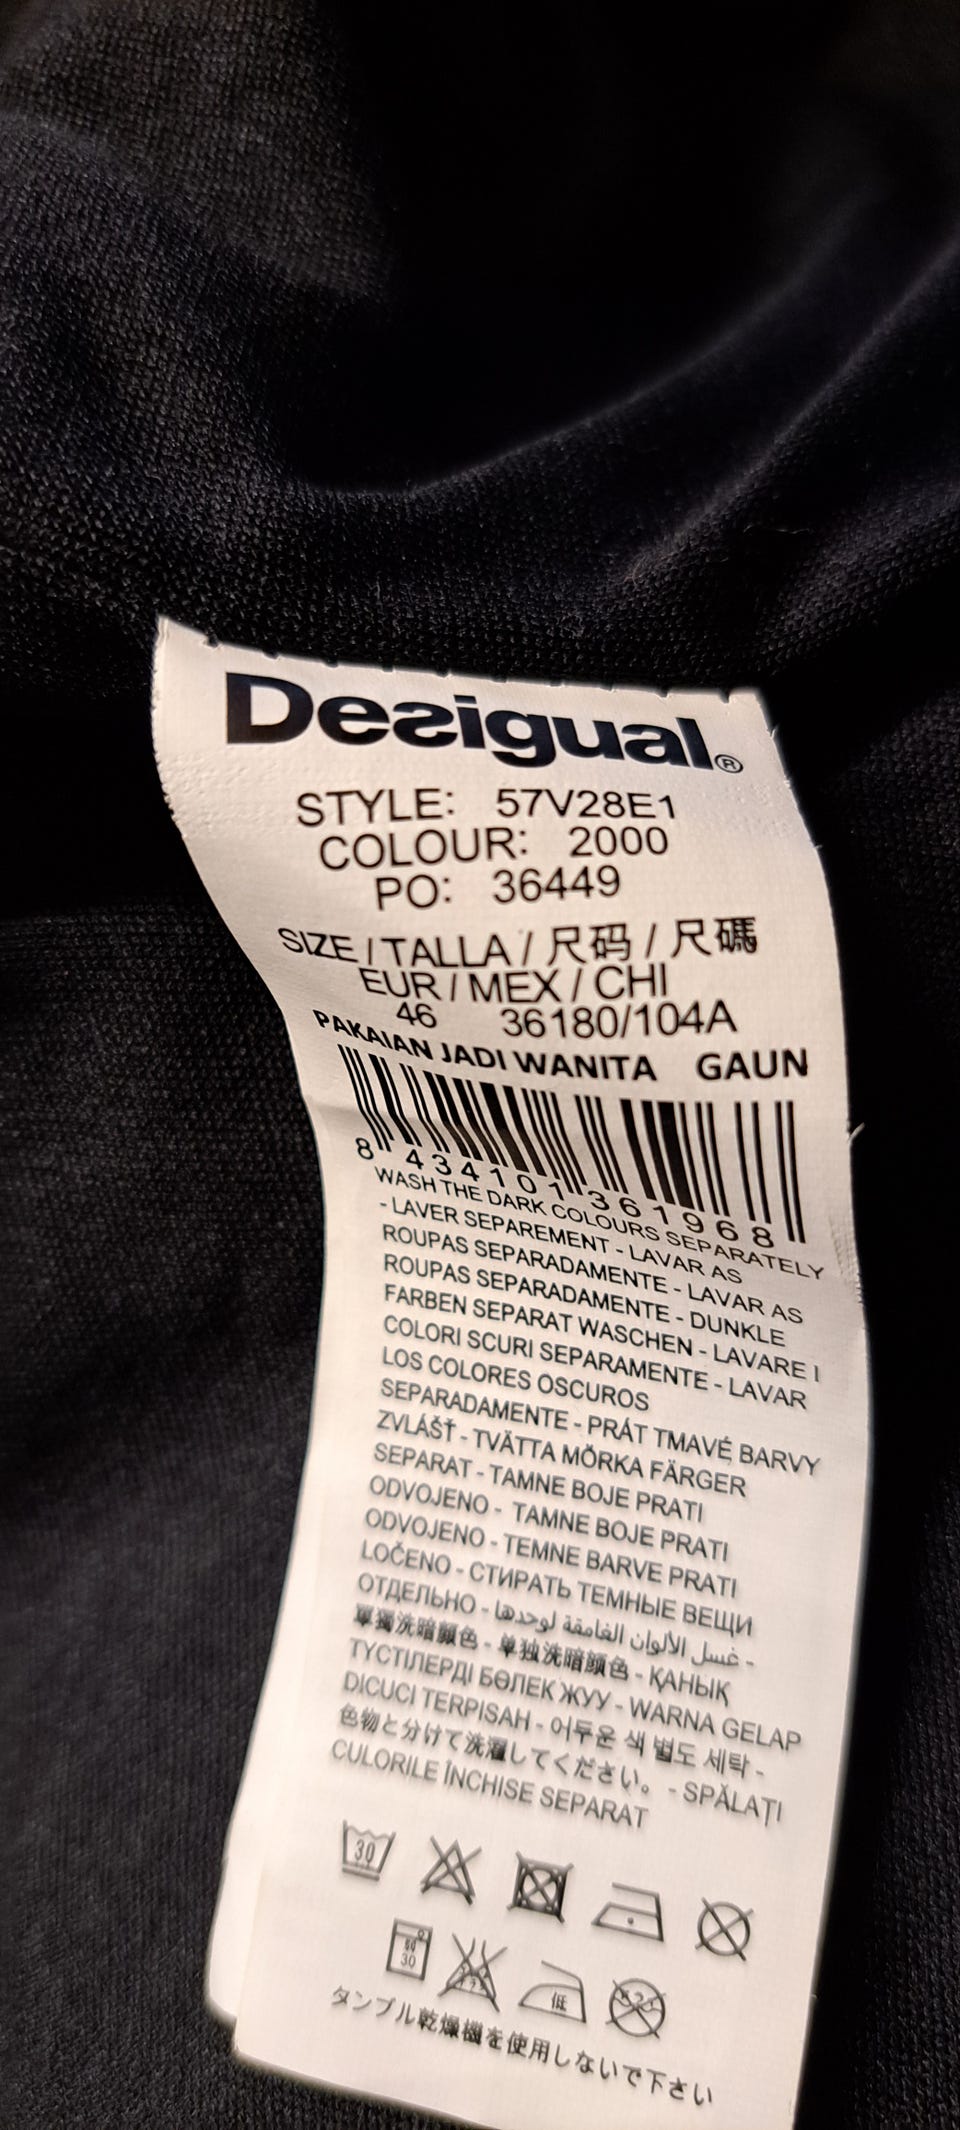 Desigual®
STYLE: 57V28E1
COLOUR: 2000
PO: 36449
SIZE / TALLA / 尺码 / 尺碼
EUR / MEX / CHI
46 36180/104A
PAKAIAN JADI WANITA GAUN
8 434101 361968
WASH THE DARK COLOURS SEPARATELY
- LAVER SEPAREMENT - LAVAR AS
ROUPAS SEPARADAMENTE - LAVAR AS
ROUPAS SEPARADAMENTE - DUNKLE
FARBEN SEPARAT WASCHEN - LAVARE I
COLORI SCURI SEPARAMENTE - LAVAR
LOS COLORES OSCUROS
SEPARADAMENTE - PRÁT TMAVÉ BARVY
ZVLÁŠŤ - TVÄTTA MÖRKA FÄRGER
SEPARAT - TAMNE BOJE PRATI
ODVOJENO - TAMNE BOJE PRATI
ODVOJENO - TEMNE BARVE PRATI
LOČENO - СТИРАТЬ ТЕМНЫЕ ВЕЩИ
ОТДЕЛЬНО - غسل الألوان الغامقة لوحدها -
單獨洗暗顏色 - 单独洗暗颜色 - ҚАНЫҚ
ТҮСТІЛЕРДІ БӨЛЕК ЖУУ - WARNA GELAP
DICUCI TERPISAH - 어두운 색 별도 세탁 -
色物と分けて洗濯してください。 - SPĂLAȚI
CULORILE ÎNCHISE SEPARAT
30
30
低
タンブル乾燥機を使用しないで下さい